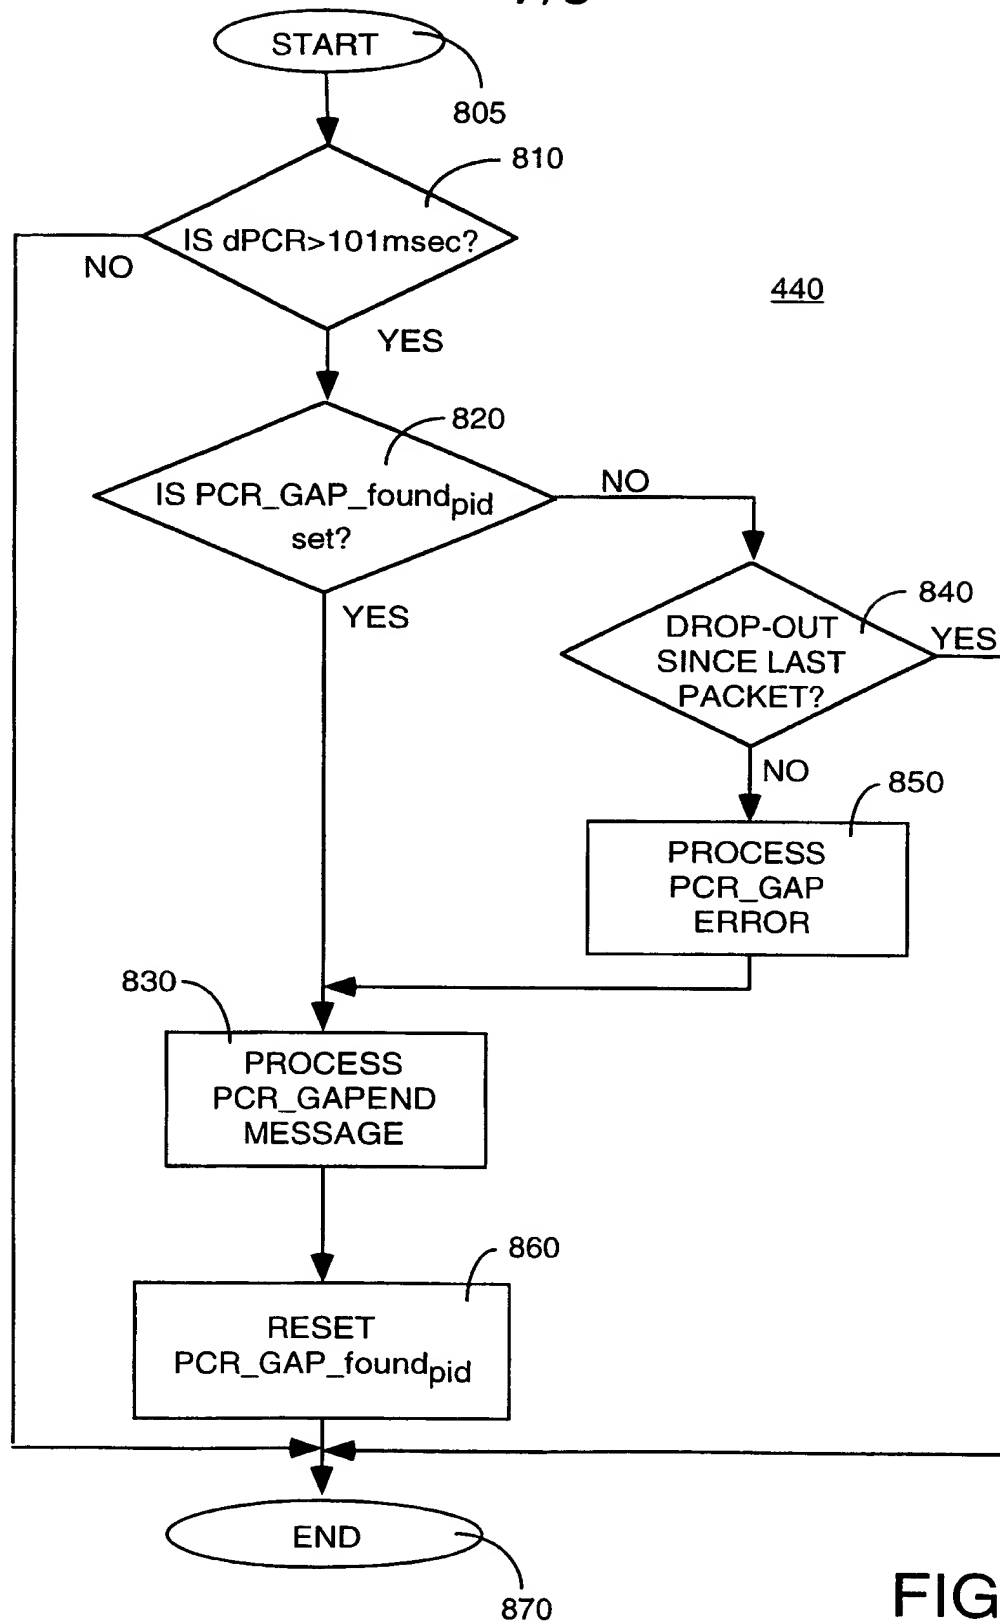 START
805
810
IS dPCR>101msec?
NO
440
YES
820
IS PCR_GAP_foundpid
set?
NO
YES
840
DROP-OUT
SINCE LAST
PACKET?
YES
NO
850
PROCESS
PCR_GAP
ERROR
830
PROCESS
PCR_GAPEND
MESSAGE
860
RESET
PCR_GAP_foundpid
END
870
FIG